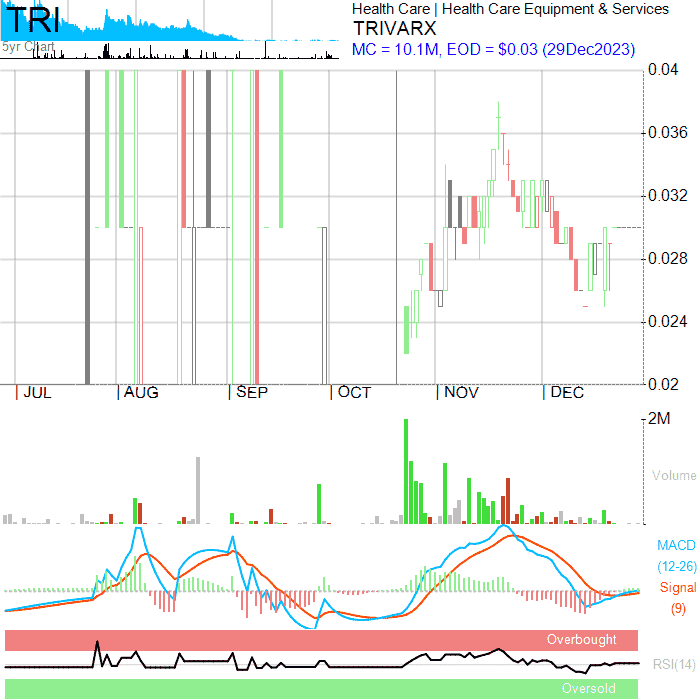 TRI
5yr Chart
Health Care | Health Care Equipment & Services
TRIVARX
MC = 10.1M, EOD = $0.03 (29Dec2023)
0.04
0.036
0.032
0.028
0.024
0.02
JUL AUG SEP OCT NOV DEC
2M
Volume
MACD
(12-26)
Signal
(9)
Overbought
RSI(14)
Oversold